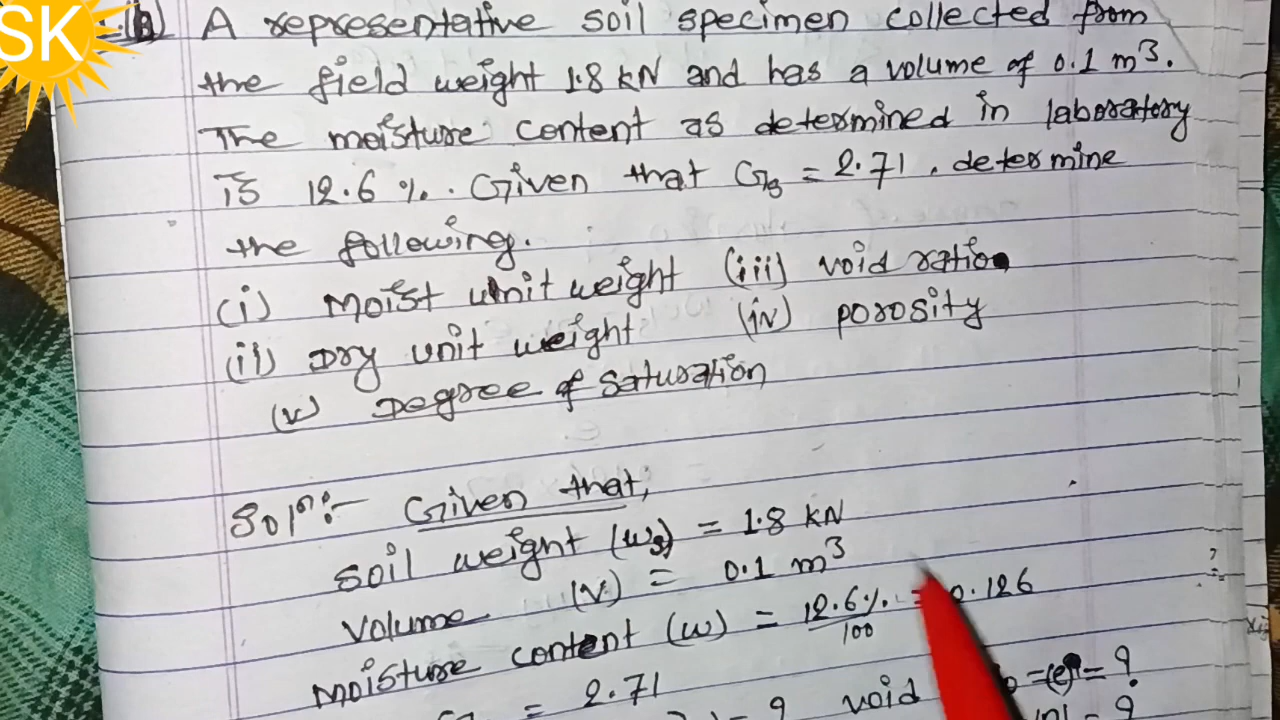 SK
(B) A representative soil specimen collected from
the field weight 1.8 kN and has a volume of 0.1 m³.
The moisture content as determined in laboratory
is 12.6 %. Given that Gs = 2.71. determine
the following.
(i) Moist unit weight (iii) void ratio
(ii) Dry unit weight (iv) porosity
(v) Degree of saturation
Solⁿ:- Given that,
soil weight (ws) = 1.8 kN
volume (V) = 0.1 m³
Moisture content (w) = 12.6%/100 = 0.126
= 2.71
= ? void (e) = ?
(n) = ?